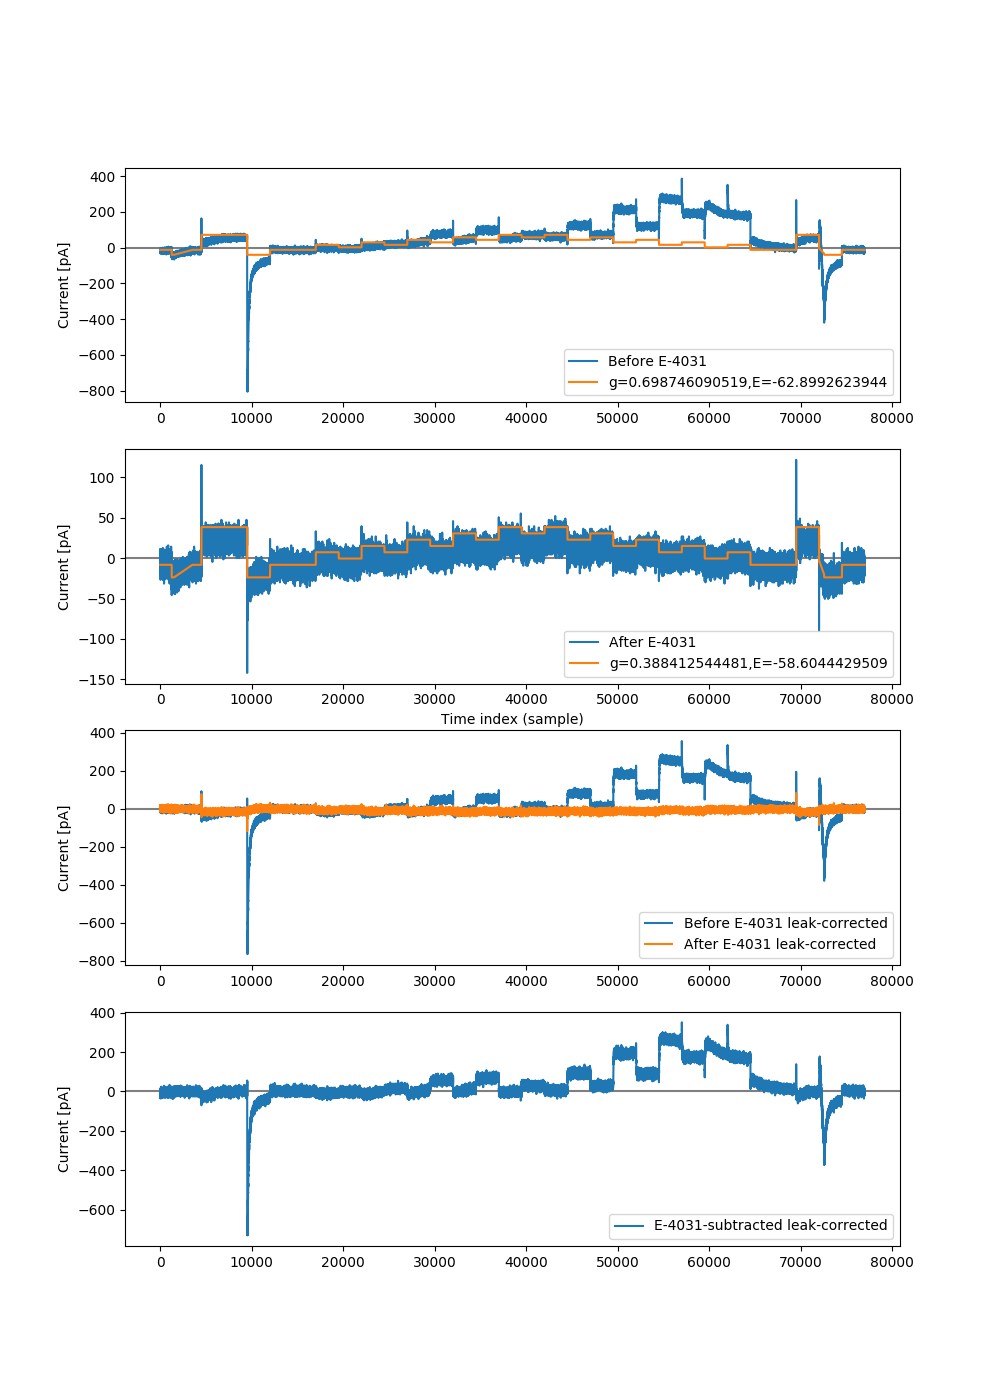 400
200
0
−200
−400
−600
−800
Current [pA]
Before E-4031
g=0.698746090519,E=-62.8992623944
0 10000 20000 30000 40000 50000 60000 70000 80000
100
50
0
−50
−100
−150
Current [pA]
After E-4031
g=0.388412544481,E=-58.6044429509
0 10000 20000 30000 40000 50000 60000 70000 80000
Time index (sample)
400
200
0
−200
−400
−600
−800
Current [pA]
Before E-4031 leak-corrected
After E-4031 leak-corrected
0 10000 20000 30000 40000 50000 60000 70000 80000
400
200
0
−200
−400
−600
Current [pA]
E-4031-subtracted leak-corrected
0 10000 20000 30000 40000 50000 60000 70000 80000